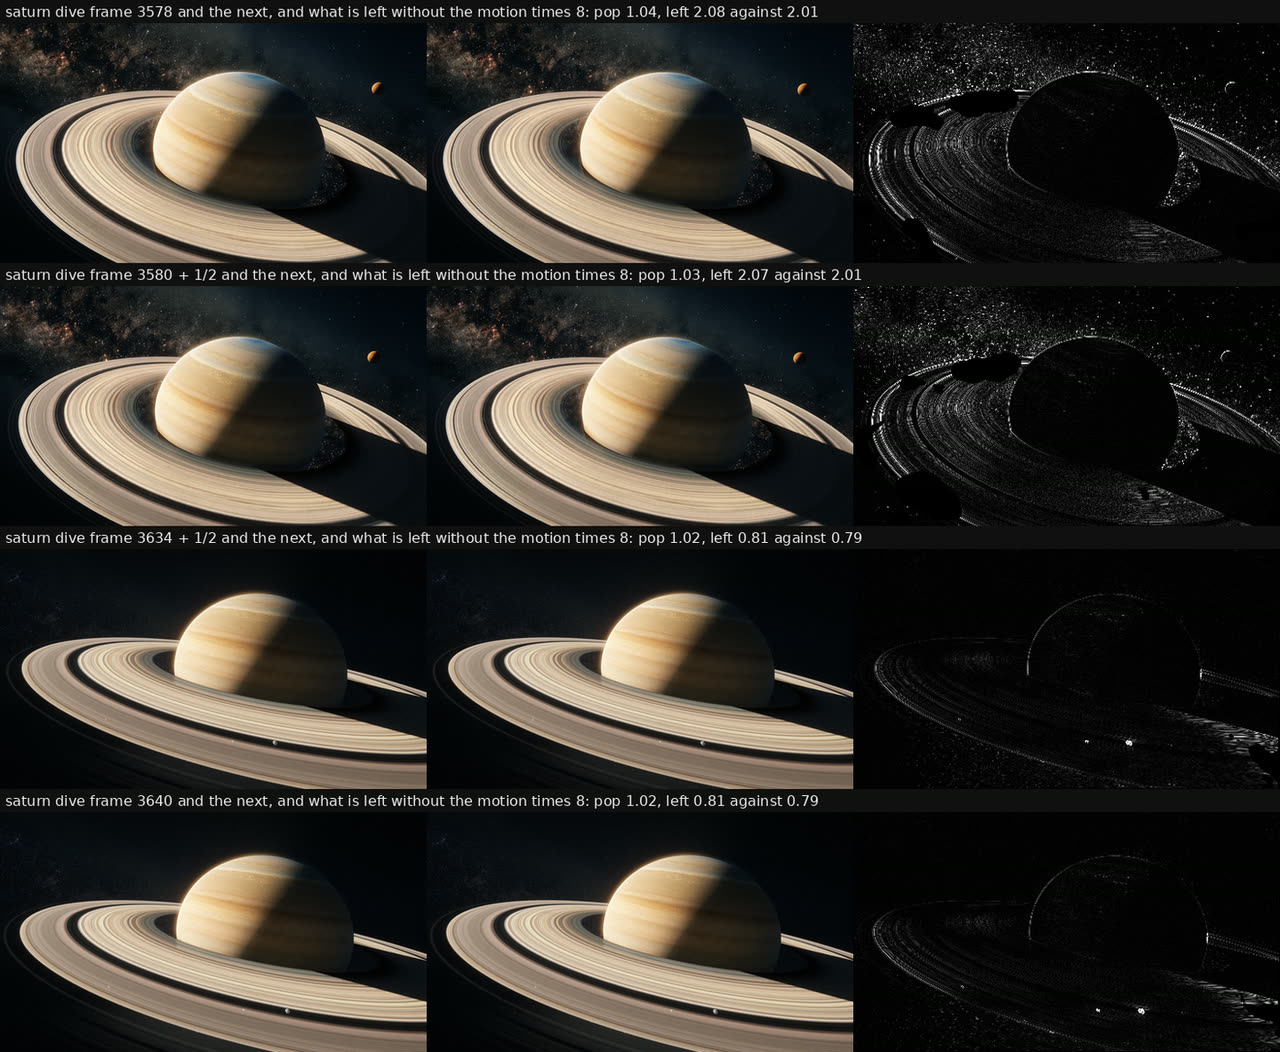 saturn dive frame 3578 and the next, and what is left without the motion times 8: pop 1.04, left 2.08 against 2.01
saturn dive frame 3580 + 1/2 and the next, and what is left without the motion times 8: pop 1.03, left 2.07 against 2.01
saturn dive frame 3634 + 1/2 and the next, and what is left without the motion times 8: pop 1.02, left 0.81 against 0.79
saturn dive frame 3640 and the next, and what is left without the motion times 8: pop 1.02, left 0.81 against 0.79